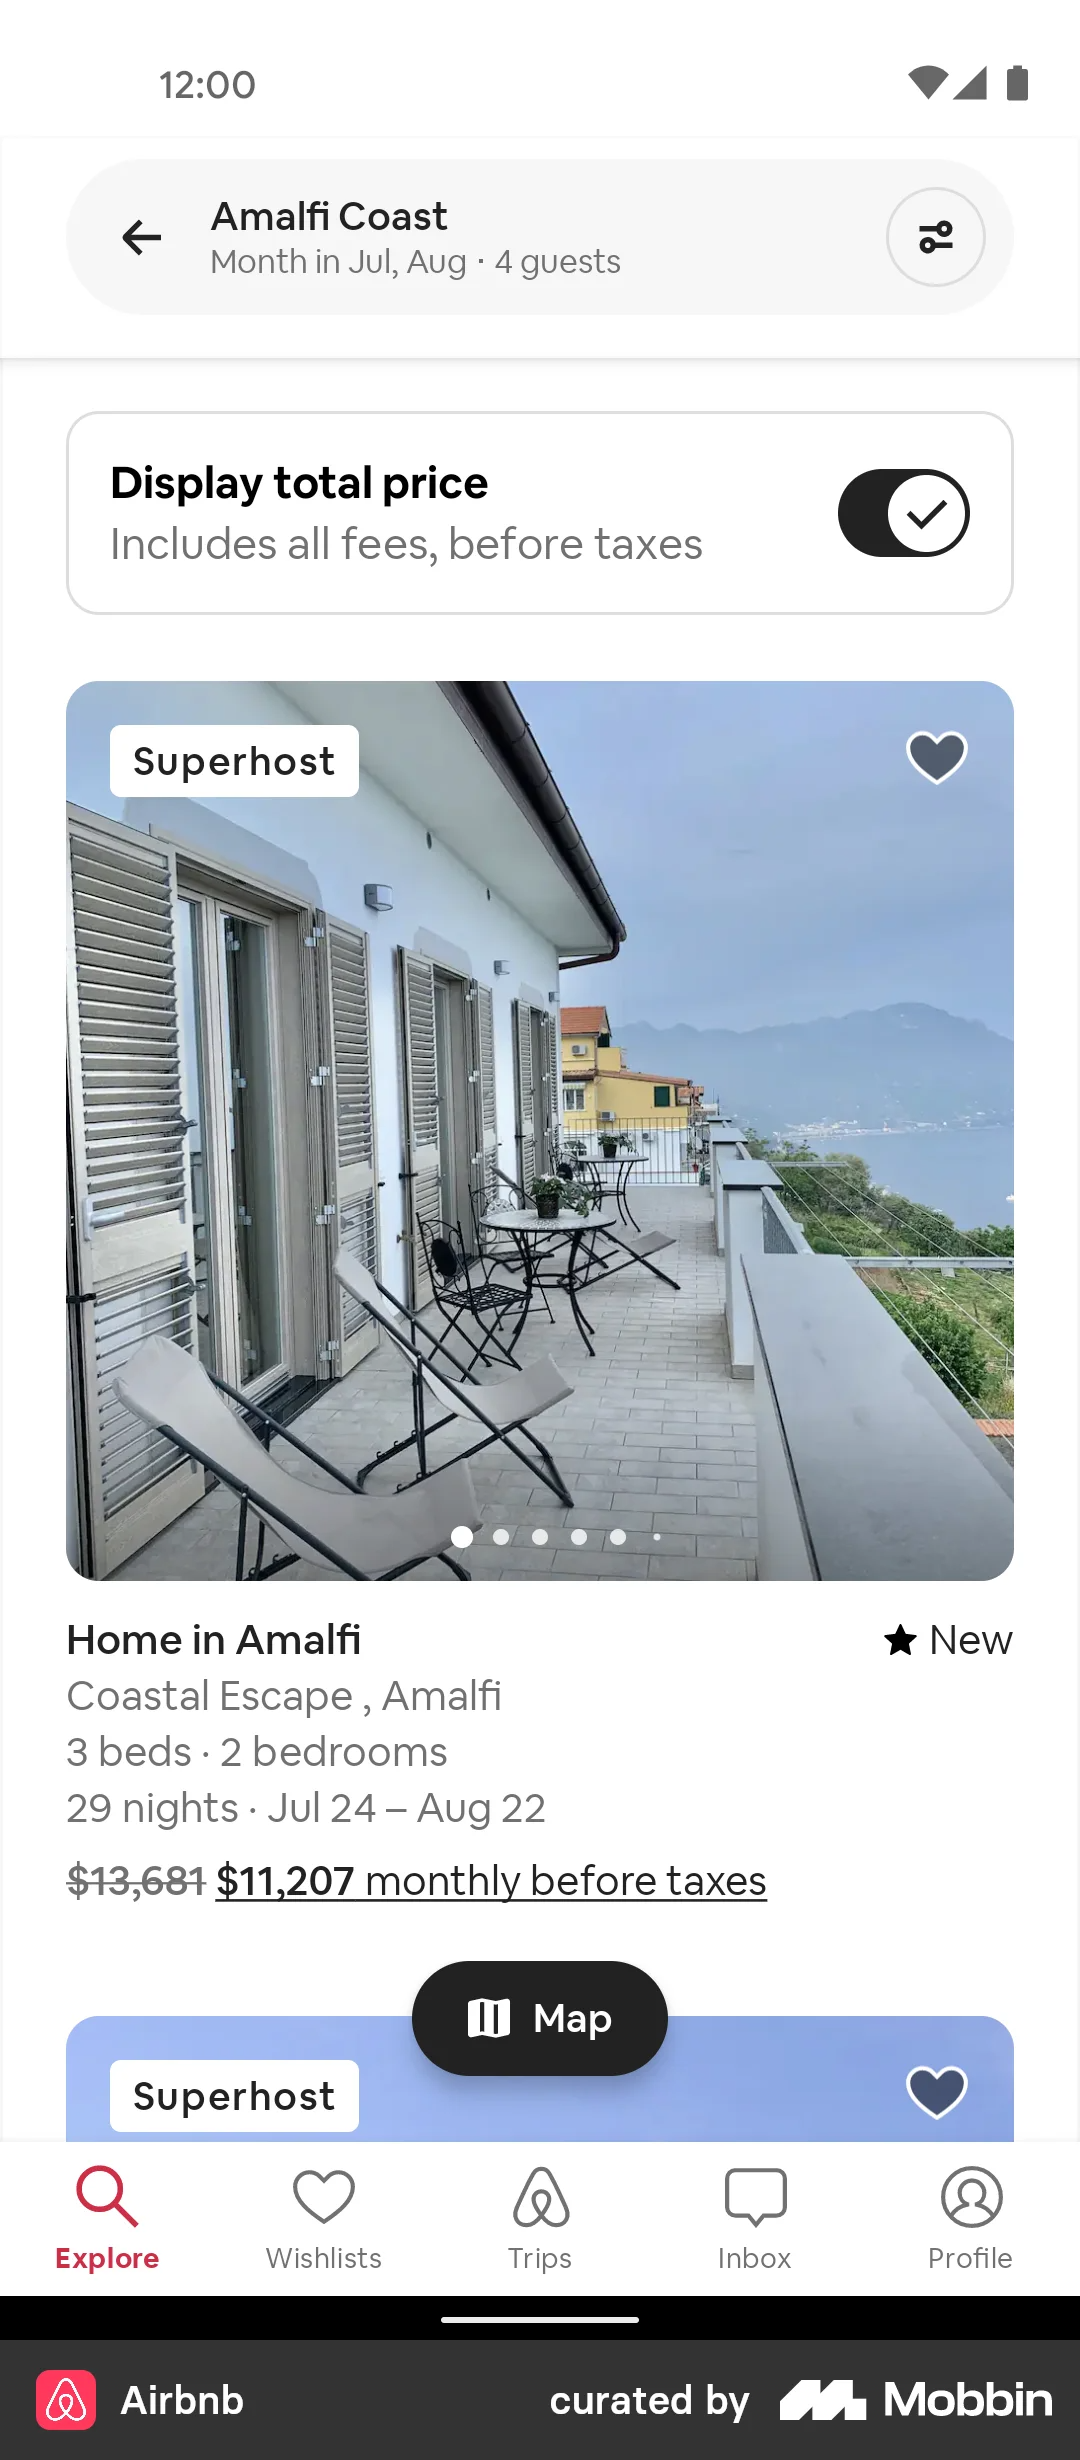 12:00
Amalfi Coast
Month in Jul, Aug · 4 guests
Display total price
Includes all fees, before taxes
Superhost
Home in Amalfi
New
Coastal Escape , Amalfi
3 beds · 2 bedrooms
29 nights · Jul 24 – Aug 22
$13,681 $11,207 monthly before taxes
Map
Superhost
Explore
Wishlists
Trips
Inbox
Profile
Airbnb
curated by Mobbin